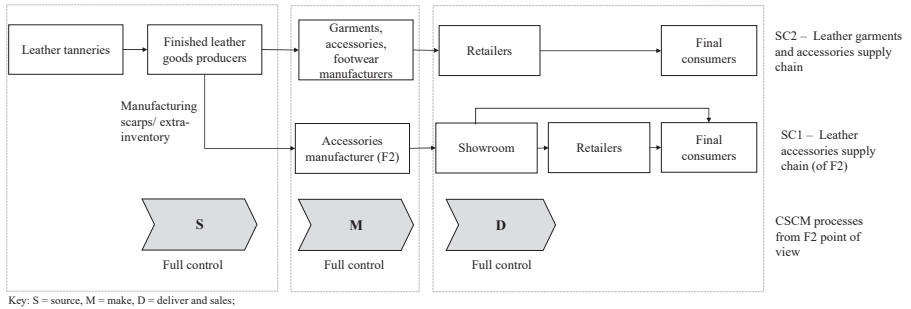 Leather tanneries
Finished leather
goods producers
Garments,
accessories,
footwear
manufacturers
Retailers
Final
consumers
SC2 – Leather garments
and accessories supply
chain
Manufacturing
scarps/ extra-
inventory
Accessories
manufacturer (F2)
Showroom
Retailers
Final
consumers
SC1 – Leather
accessories supply
chain (of F2)
S
M
D
CSCM processes
from F2 point of
view
Full control
Full control
Full control
Key: S = source, M = make, D = deliver and sales;